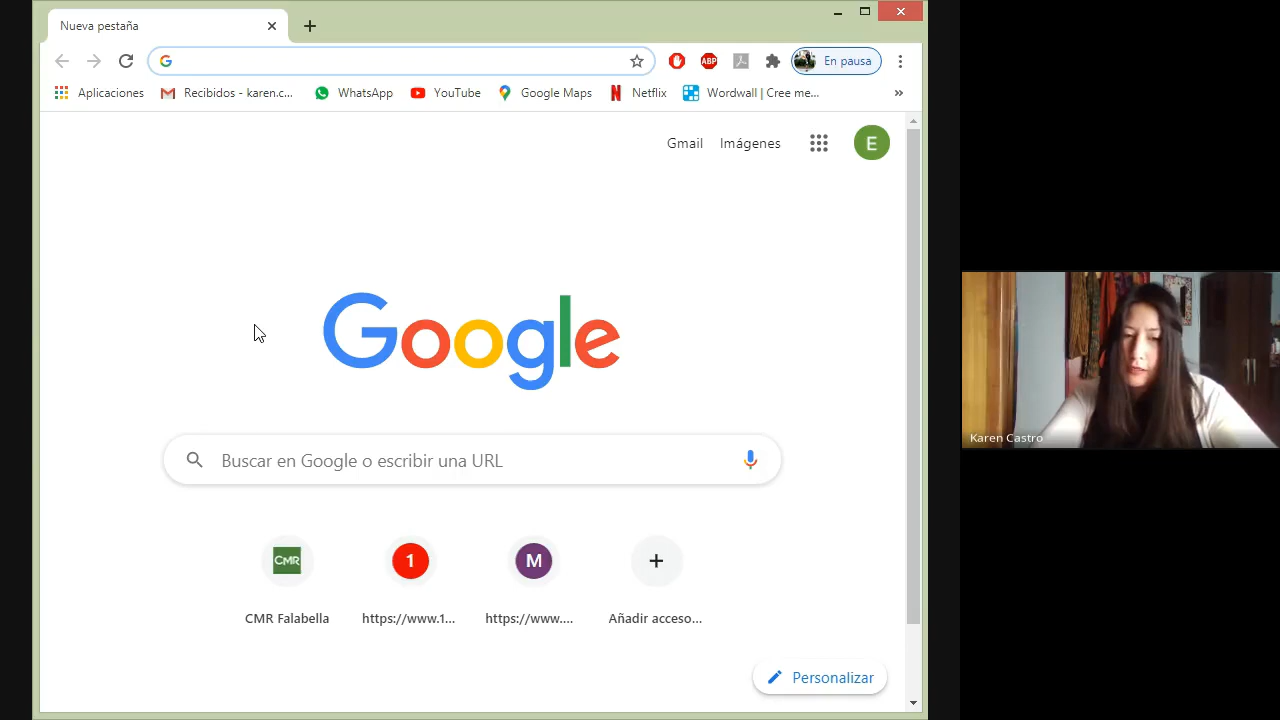 Nueva pestaña
G
ABP
En pausa
Aplicaciones
Recibidos - karen.c...
WhatsApp
YouTube
Google Maps
Netflix
Wordwall | Cree me...
»
Gmail
Imágenes
E
Google
Buscar en Google o escribir una URL
CMR
1
M
CMR Falabella
https://www.1...
https://www....
Añadir acceso...
Personalizar
Karen Castro